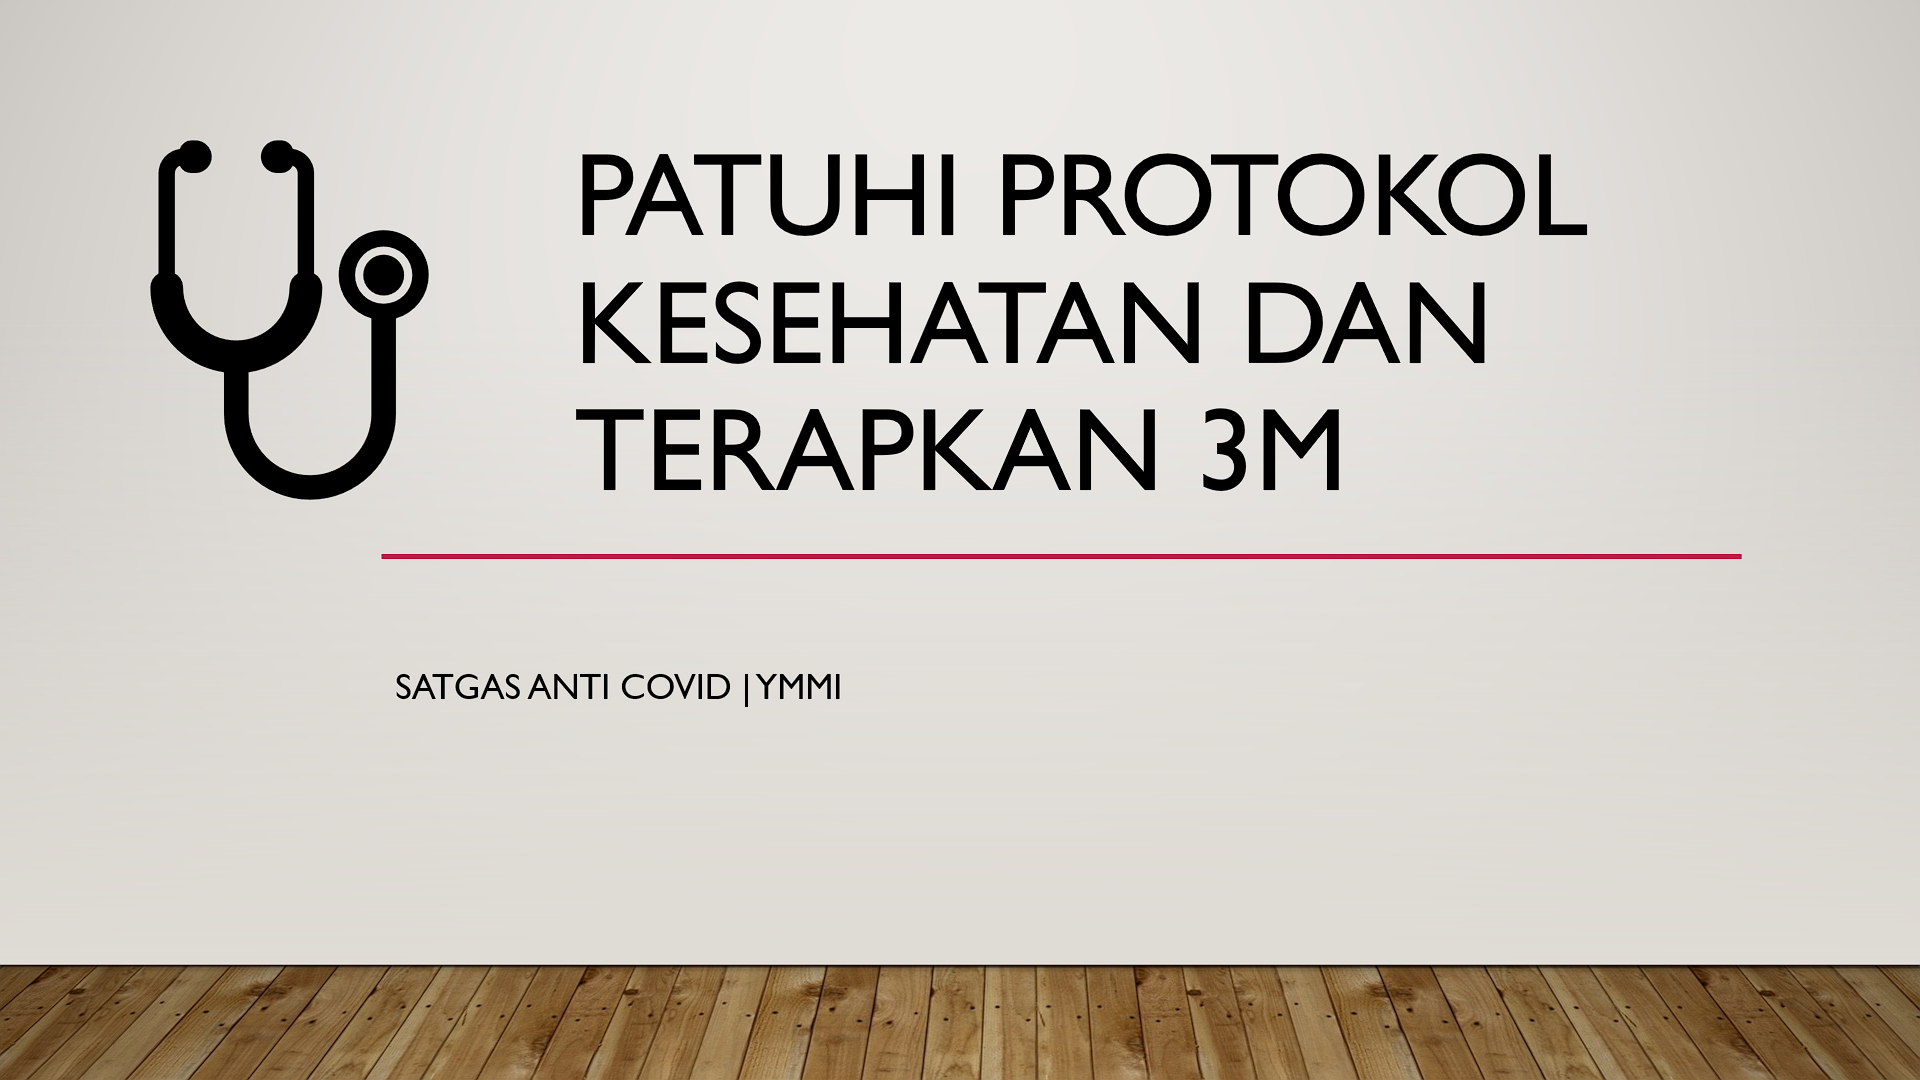 PATUHI PROTOKOL
KESEHATAN DAN
TERAPKAN 3M
SATGAS ANTI COVID | YMMI